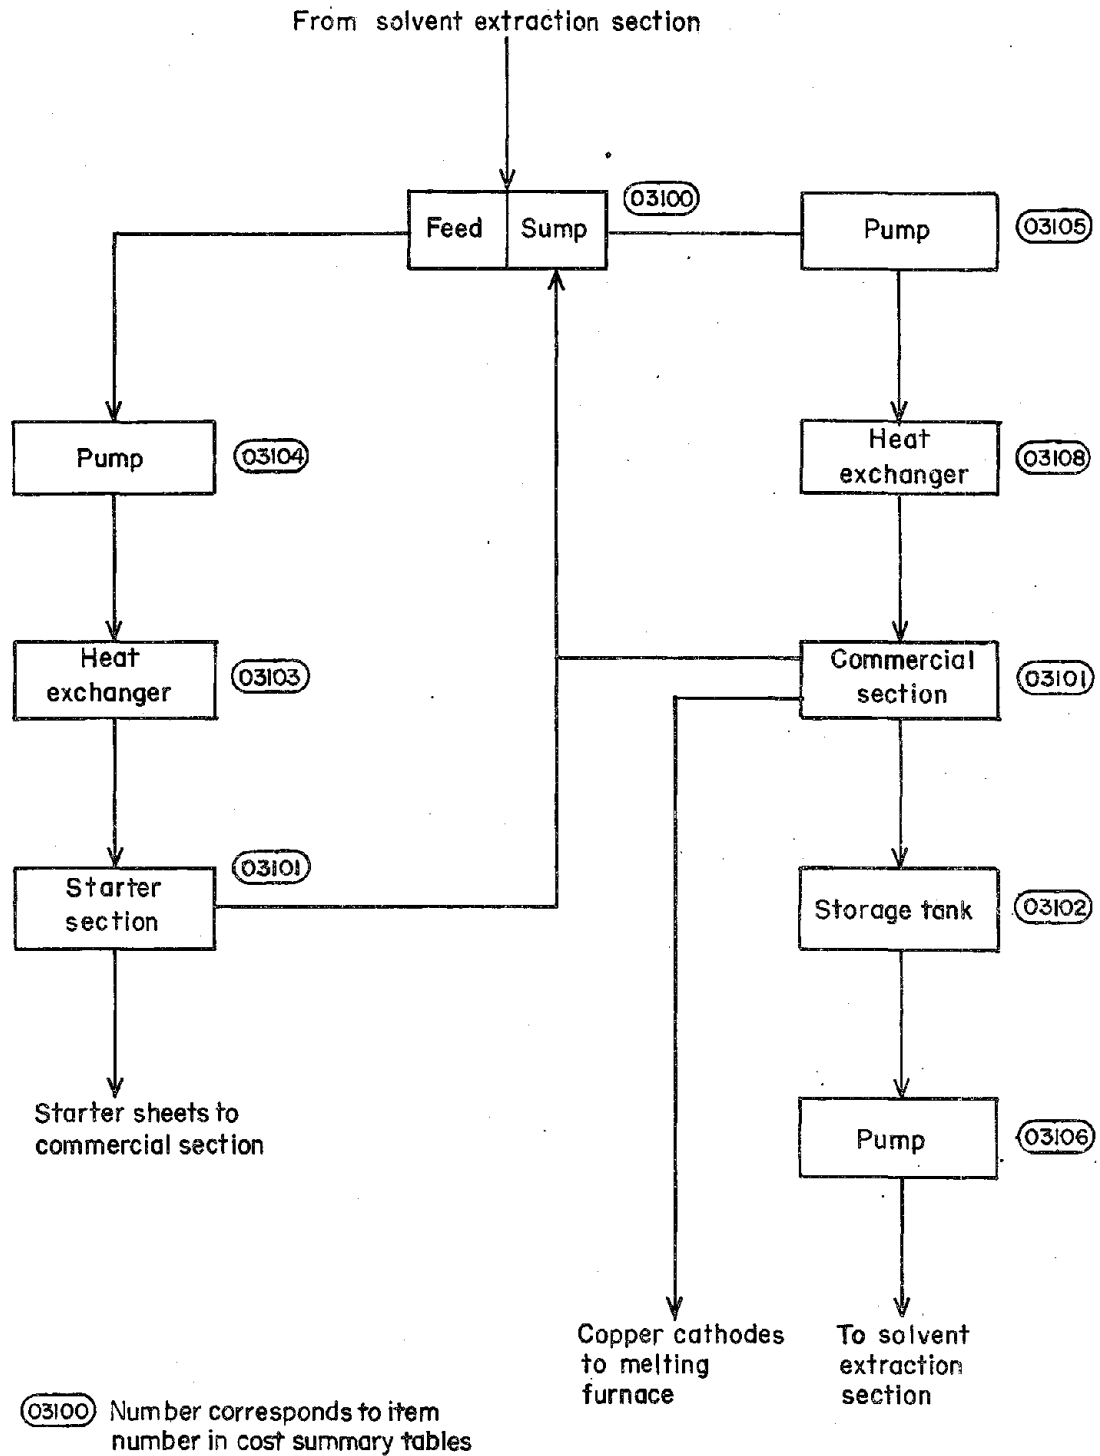 From solvent extraction section
03100
Feed
Sump
Pump
03105
Pump
03104
Heat
exchanger
03108
Heat
exchanger
03103
Commercial
section
03101
Starter
section
03101
Storage tank
03102
Starter sheets to
commercial section
Pump
03106
Copper cathodes
to melting
furnace
To solvent
extraction
section
03100 Number corresponds to item
number in cost summary tables